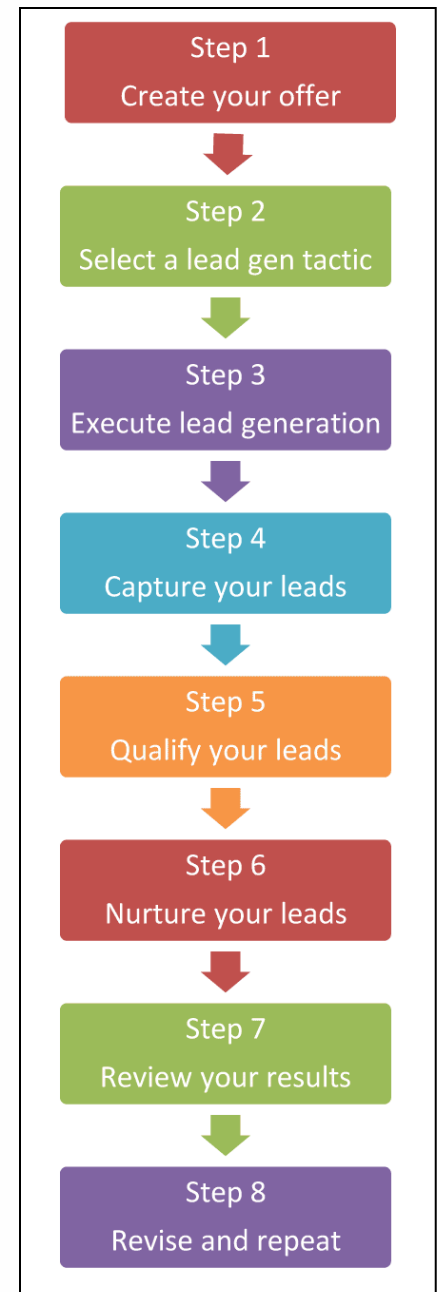 Step 1
Create your offer
Step 2
Select a lead gen tactic
Step 3
Execute lead generation
Step 4
Capture your leads
Step 5
Qualify your leads
Step 6
Nurture your leads
Step 7
Review your results
Step 8
Revise and repeat